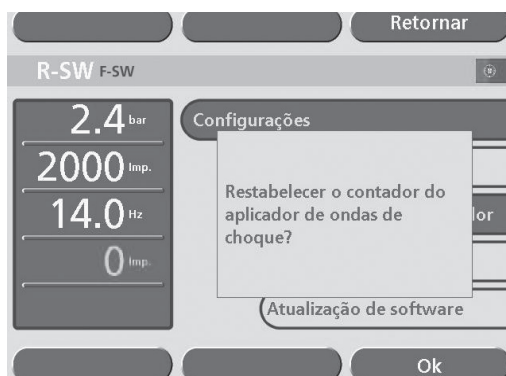 Retornar
R-SW F-SW
2.4 bar
2000 Imp.
14.0 Hz
0 Imp.
Configurações
Restabelecer o contador do
aplicador de ondas de
choque?
lor
Atualização de software
Ok